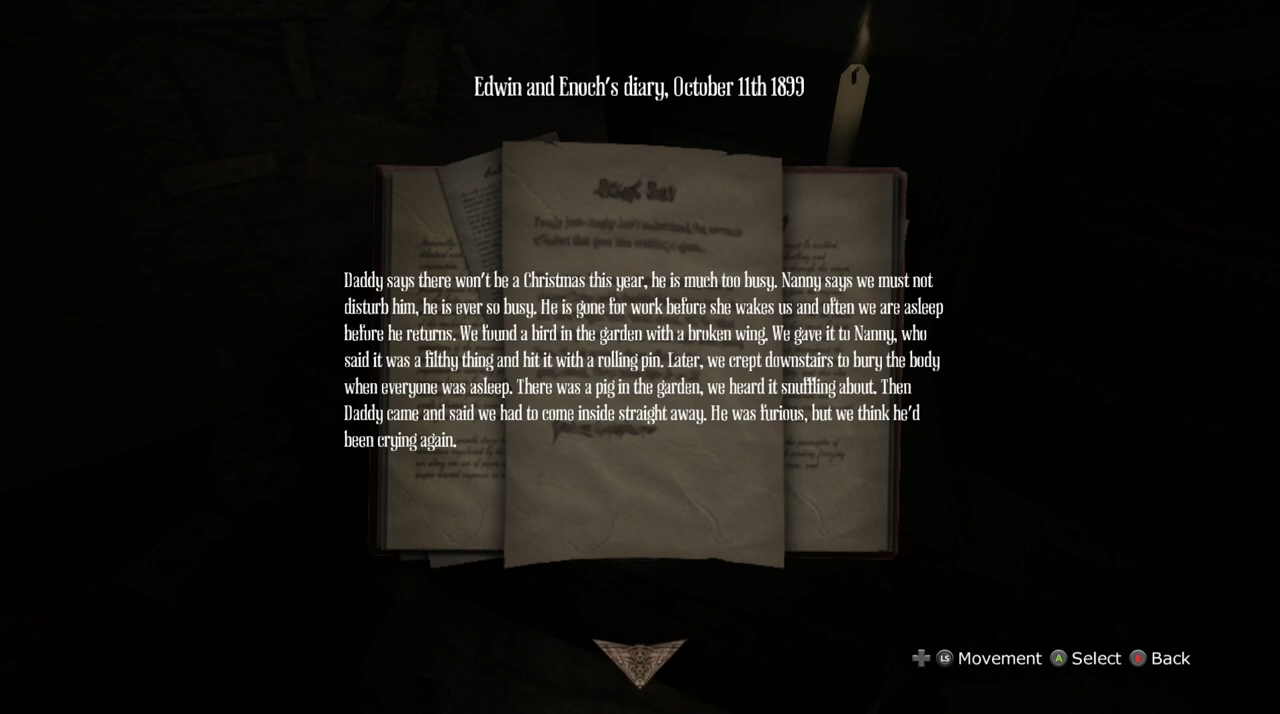 Edwin and Enoch's diary, October 11th 1899
Daddy says there won't be a Christmas this year, he is much too busy. Nanny says we must not
disturb him, he is ever so busy. He is gone for work before she wakes us and often we are asleep
before he returns. We found a bird in the garden with a broken wing. We gave it to Nanny, who
said it was a filthy thing and hit it with a rolling pin. Later, we crept downstairs to bury the body
when everyone was asleep. There was a pig in the garden, we heard it snuffling about. Then
Daddy came and said we had to come inside straight away. He was furious, but we think he'd
been crying again.
LS Movement A Select B Back